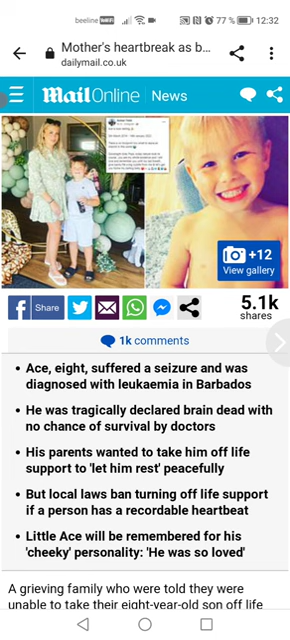 beeline WiFi 77 % 12:32
Mother's heartbreak as b...
dailymail.co.uk
Mail Online News
+12
View gallery
Share
5.1k
shares
1k comments
• Ace, eight, suffered a seizure and was
diagnosed with leukaemia in Barbados
• He was tragically declared brain dead with
no chance of survival by doctors
• His parents wanted to take him off life
support to 'let him rest' peacefully
• But local laws ban turning off life support
if a person has a recordable heartbeat
• Little Ace will be remembered for his
'cheeky' personality: 'He was so loved'
A grieving family who were told they were
unable to take their eight-year-old son off life